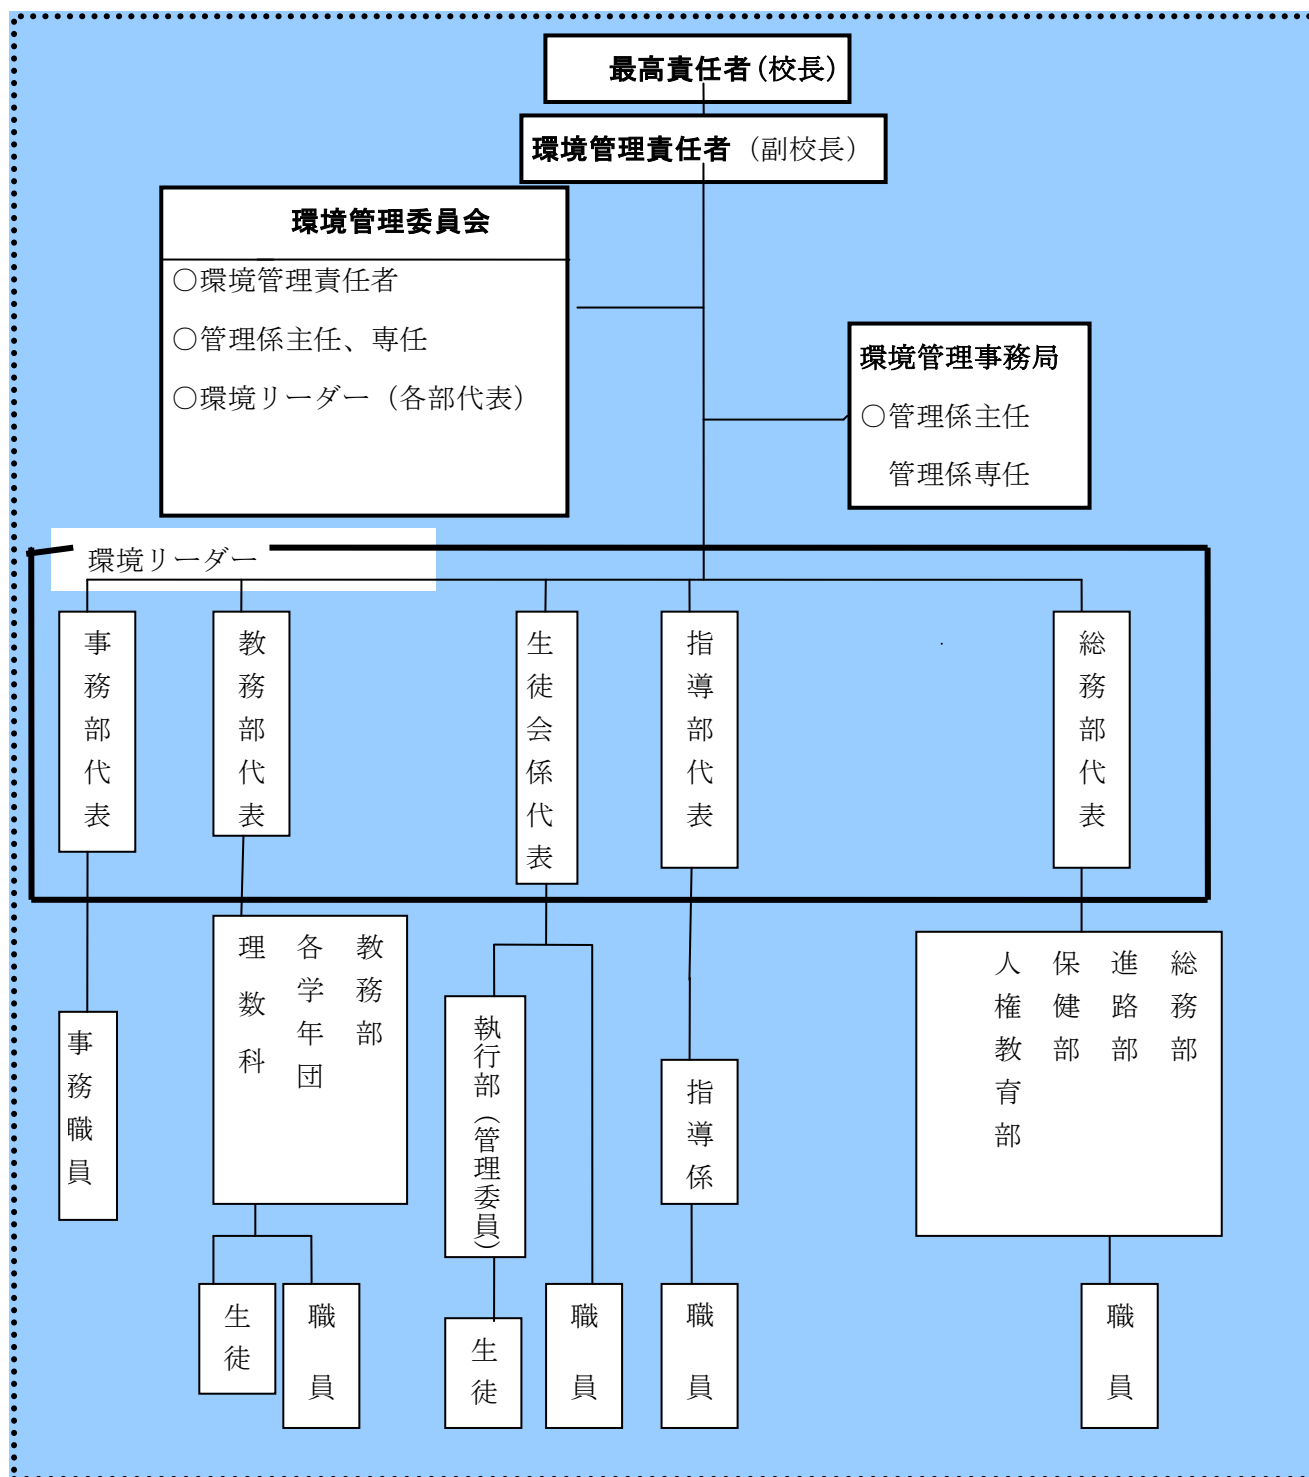 最高責任者(校長)
環境管理責任者（副校長）
環境管理委員会
○環境管理責任者
○管理係主任、専任
○環境リーダー（各部代表）
環境管理事務局
○管理係主任
管理係専任
環境リーダー
事務部代表
教務部代表
生徒会係代表
指導部代表
総務部代表
事務職員
教務部
各学年団
理数科
執行部（管理委員）
指導係
総務部
進路部
保健部
人権教育部
生徒
職員
生徒
職員
職員
職員